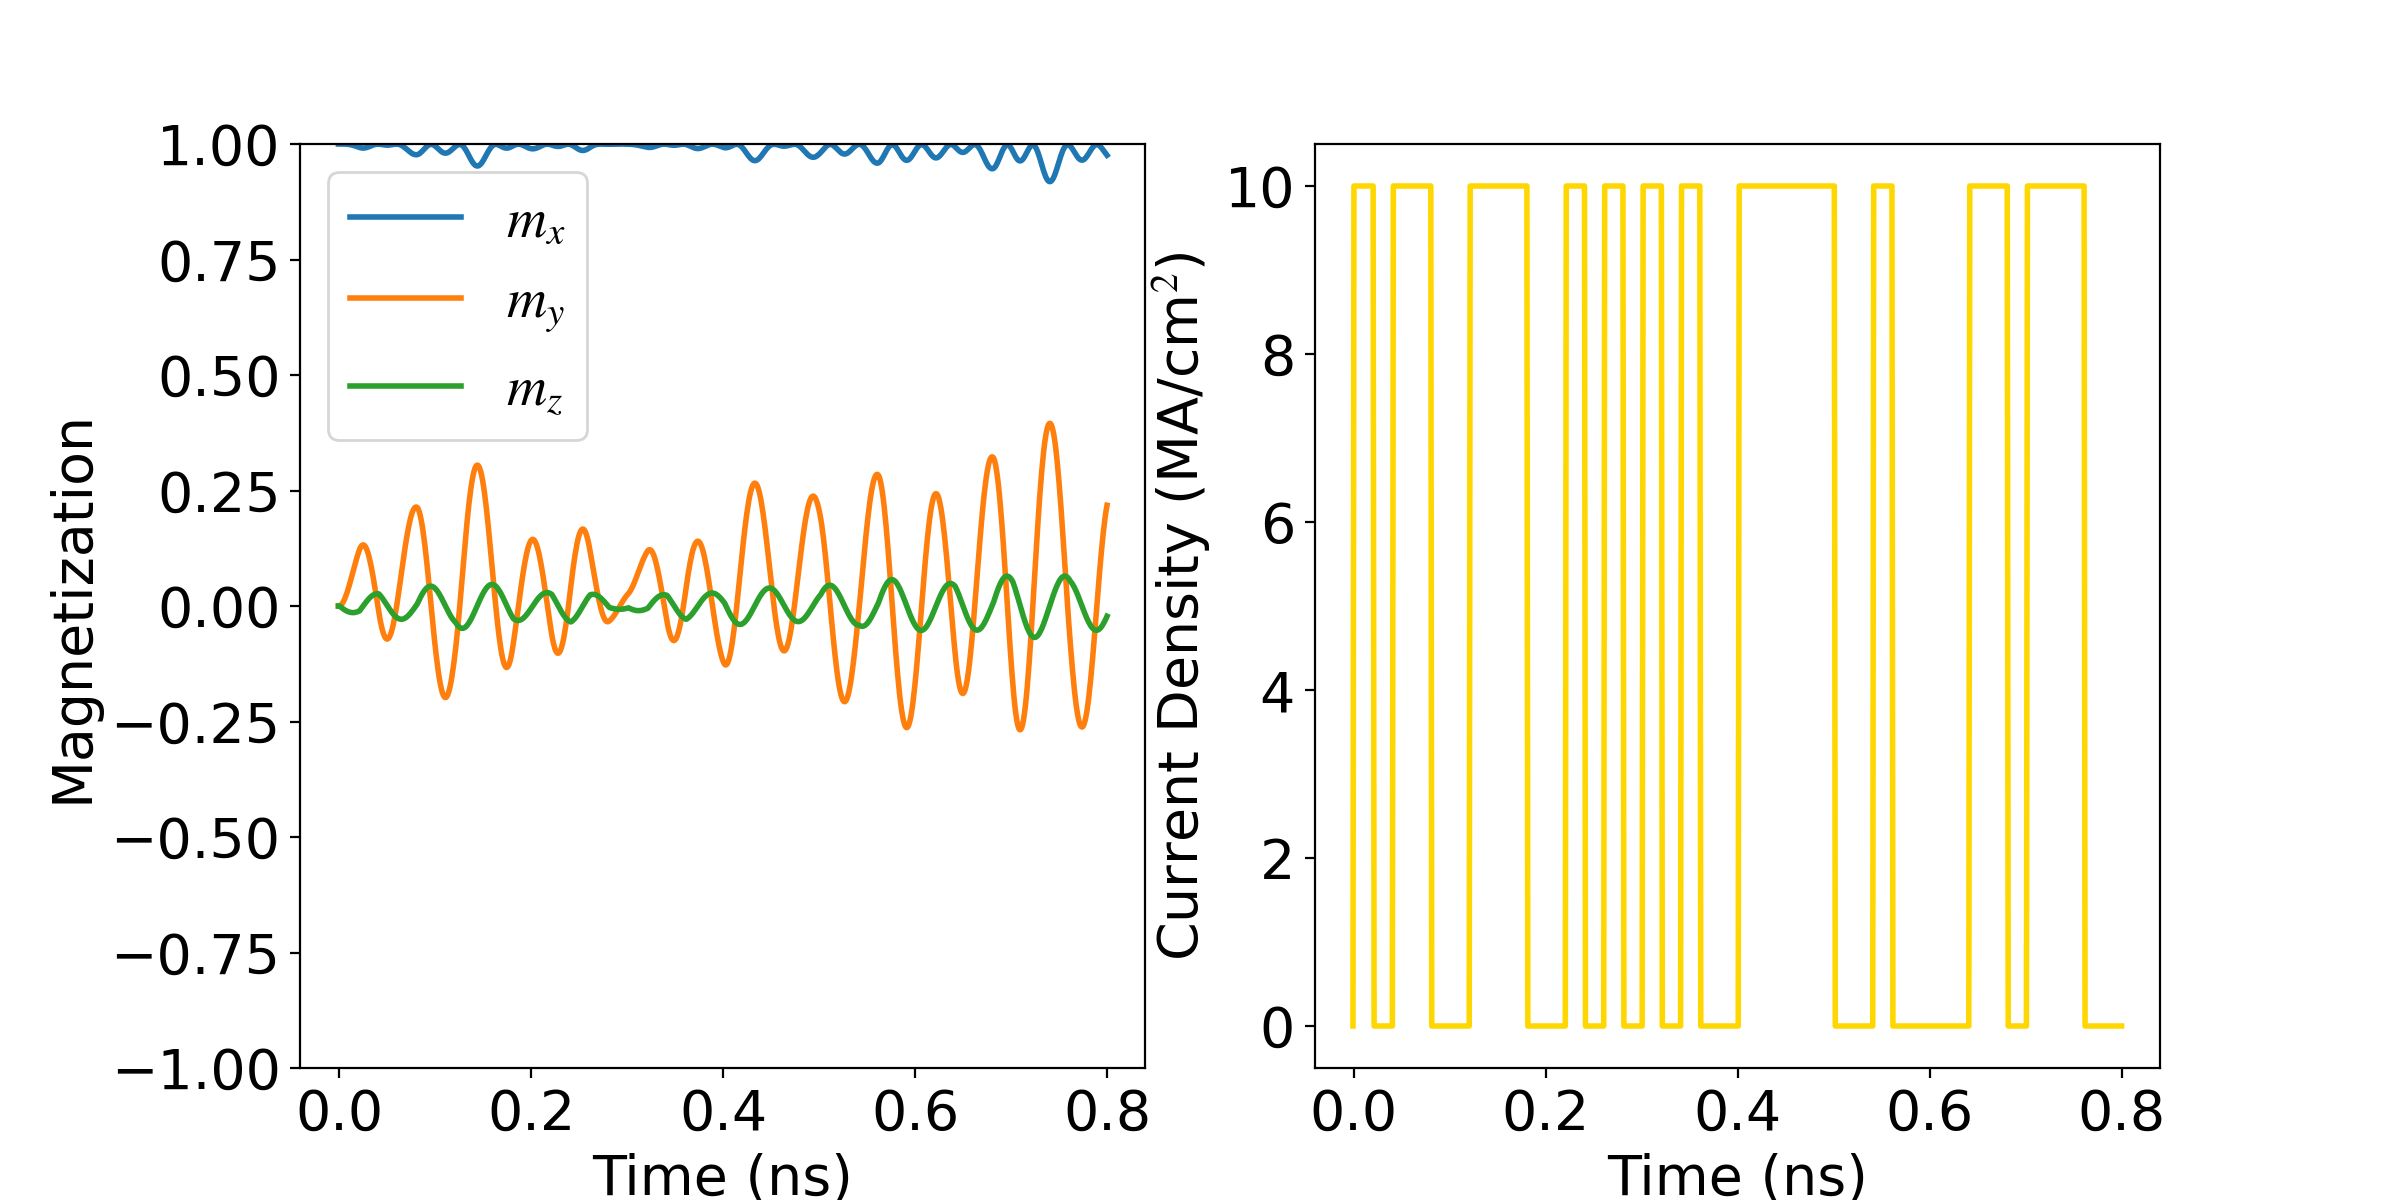 Magnetization
1.00
0.75
0.50
0.25
0.00
−0.25
−0.50
−0.75
−1.00
m_x
m_y
m_z
0.0 0.2 0.4 0.6 0.8
Time (ns)
Current Density (MA/cm²)
10
8
6
4
2
0
0.0 0.2 0.4 0.6 0.8
Time (ns)